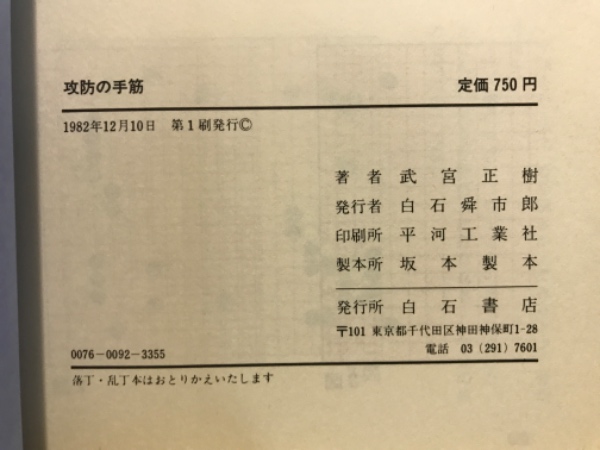 攻防の手筋 定価 750 円
1982年12月10日 第1刷発行©
著者 武宮正樹
発行者 白石舜市郎
印刷所 平河工業社
製本所 坂本製本
発行所 白石書店
〒101 東京都千代田区神田神保町1-28
電話 03 (291) 7601
0076-0092-3355
落丁・乱丁本はおとりかえいたします